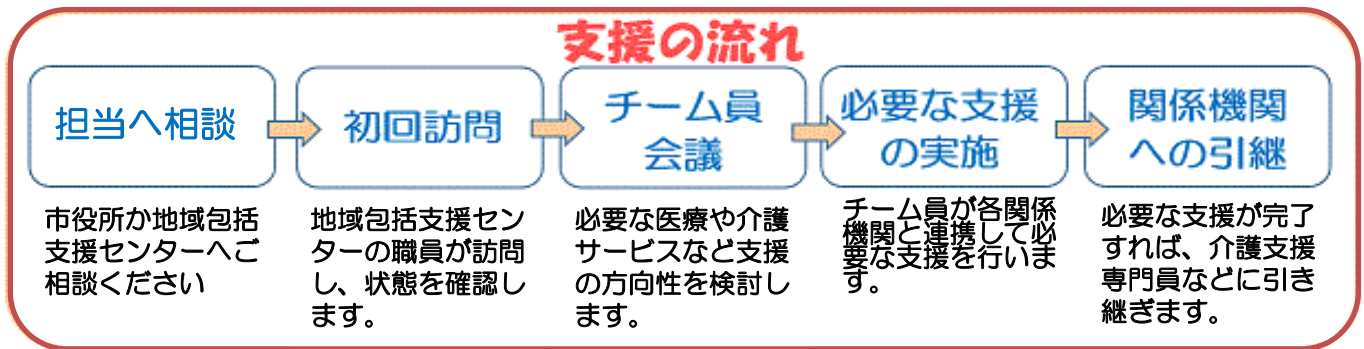 支援の流れ
担当へ相談
初回訪問
チーム員
会議
必要な支援
の実施
関係機関
への引継
市役所か地域包括
支援センターへご
相談ください
地域包括支援セン
ターの職員が訪問
し、状態を確認し
ます。
必要な医療や介護
サービスなど支援
の方向性を検討し
ます。
チーム員が各関係
機関と連携して必
要な支援を行いま
す。
必要な支援が完了
すれば、介護支援
専門員などに引き
継ぎます。